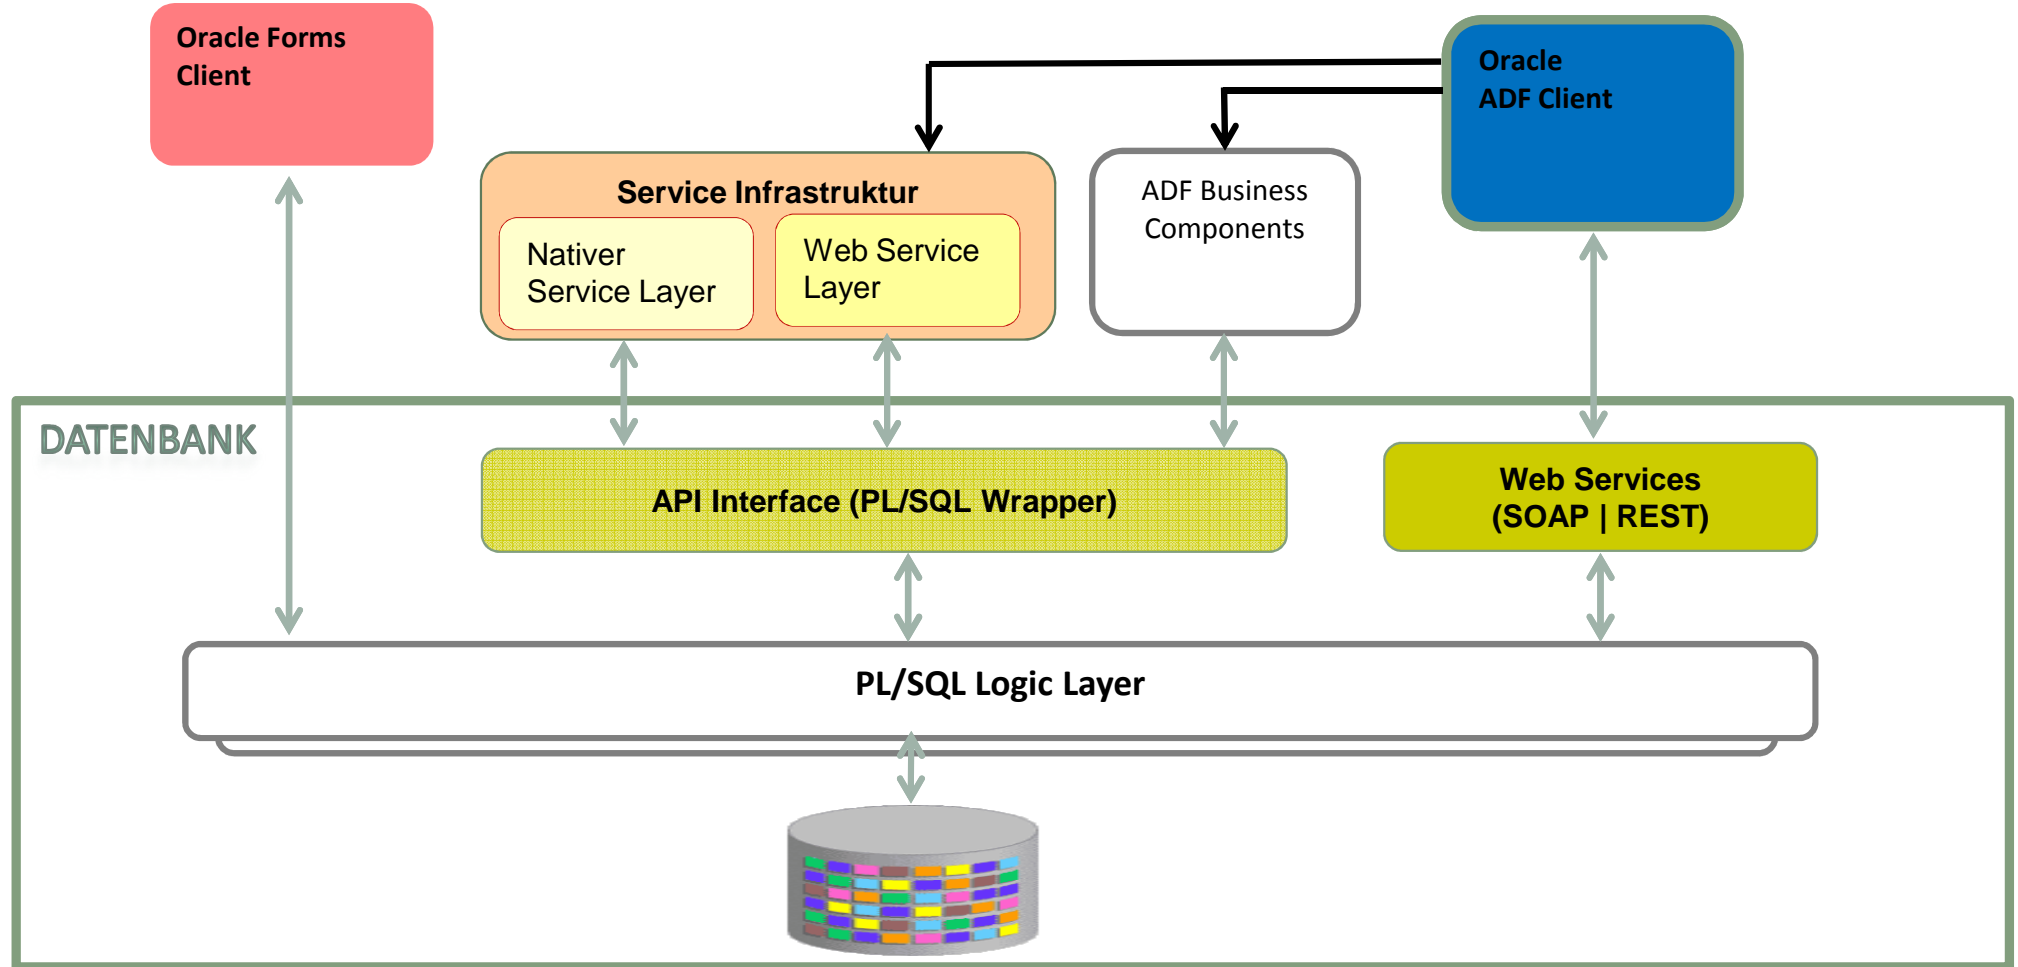 Oracle Forms
Client
Oracle
ADF Client
Service Infrastruktur
Nativer
Service Layer
Web Service
Layer
ADF Business
Components
DATENBANK
API Interface (PL/SQL Wrapper)
Web Services
(SOAP | REST)
PL/SQL Logic Layer